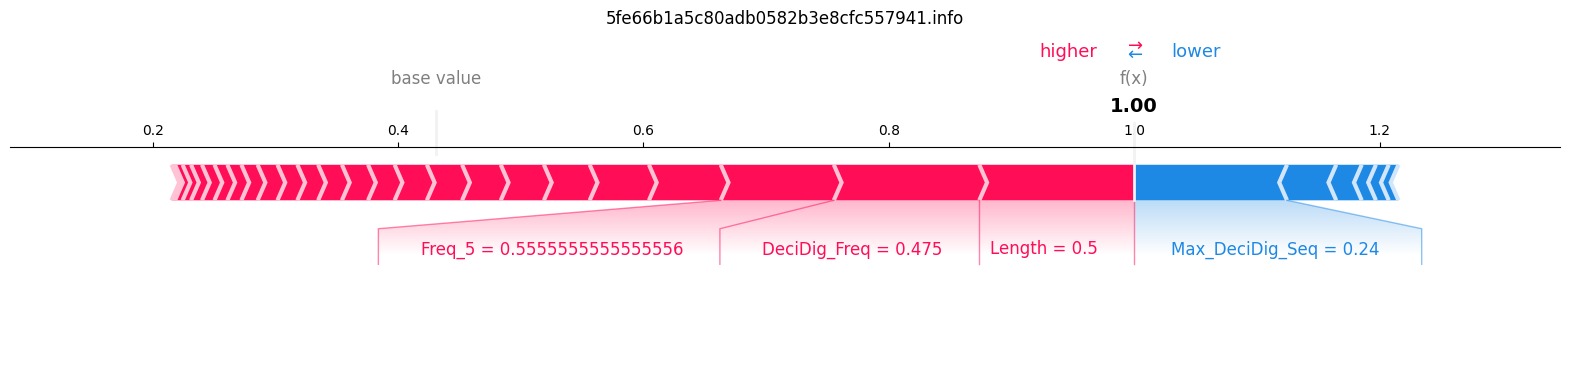 5fe66b1a5c80adb0582b3e8cfc557941.info
higher ⇄ lower
base value f(x)
1.00
0.2 0.4 0.6 0.8 1.0 1.2
Freq_5 = 0.5555555555555556 DeciDig_Freq = 0.475 Length = 0.5 Max_DeciDig_Seq = 0.24